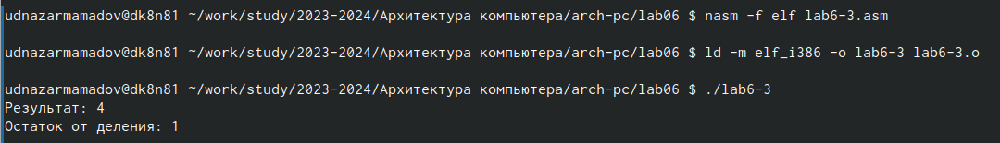 udnazarmamadov@dk8n81 ~/work/study/2023-2024/Архитектура компьютера/arch-pc/lab06 $ nasm -f elf lab6-3.asm
udnazarmamadov@dk8n81 ~/work/study/2023-2024/Архитектура компьютера/arch-pc/lab06 $ ld -m elf_i386 -o lab6-3 lab6-3.o
udnazarmamadov@dk8n81 ~/work/study/2023-2024/Архитектура компьютера/arch-pc/lab06 $ ./lab6-3
Результат: 4
Остаток от деления: 1